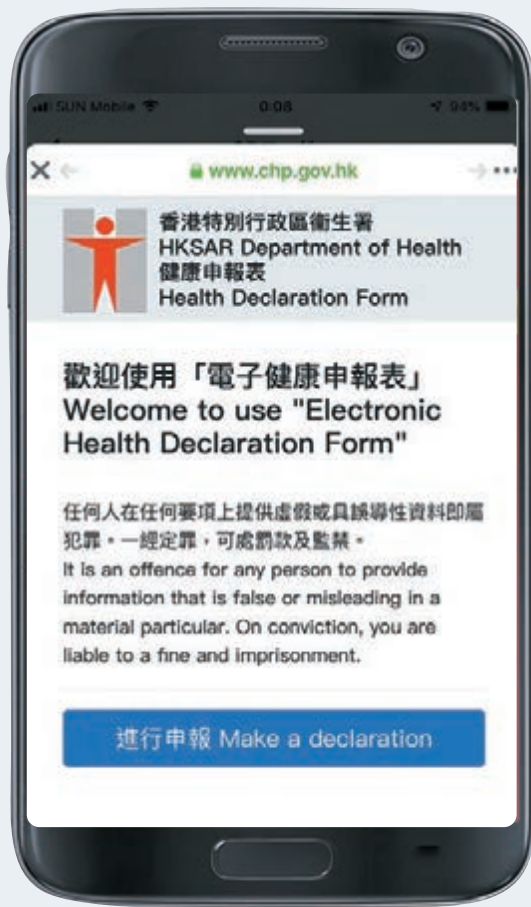 SUN Mobile 0:08 94%
www.chp.gov.hk
香港特別行政區衞生署
HKSAR Department of Health
健康申報表
Health Declaration Form
歡迎使用「電子健康申報表」
Welcome to use "Electronic
Health Declaration Form"
任何人在任何要項上提供虛假或具誤導性資料即屬
犯罪。一經定罪，可處罰款及監禁。
It is an offence for any person to provide
information that is false or misleading in a
material particular. On conviction, you are
liable to a fine and imprisonment.
進行申報 Make a declaration